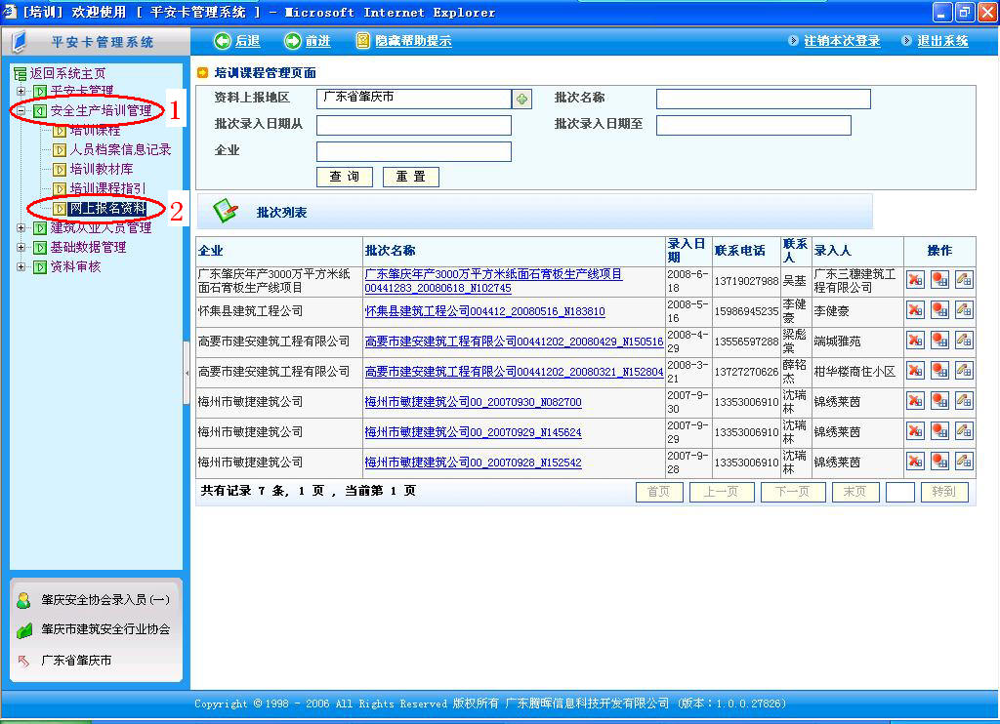 [培训] 欢迎使用 [ 平安卡管理系统 ] - Microsoft Internet Explorer
平安卡管理系统
后退 前进 隐藏帮助提示 注销本次登录 退出系统
返回系统主页
平安卡管理
安全生产培训管理 1
培训课程
人员档案信息记录
培训教材库
培训课程指引
网上报名资料 2
建筑从业人员管理
基础数据管理
资料审核
肇庆安全协会录入员(一)
肇庆市建筑安全行业协会
广东省肇庆市
培训课程管理页面
资料上报地区 广东省肇庆市 批次名称
批次录入日期从 批次录入日期至
企业
查 询 重 置
批次列表
企业 批次名称 录入日期 联系电话 联系人 录入人 操作
广东肇庆年产3000万平方米纸面石膏板生产线项目 广东肇庆年产3000万平方米纸面石膏板生产线项目00441283_20080618_N102745 2008-6-18 13719027988 吴基 广东三穗建筑工程有限公司
怀集县建筑工程公司 怀集县建筑工程公司004412_20080516_N183810 2008-5-16 15986945235 李健豪 李健豪
高要市建安建筑工程有限公司 高要市建安建筑工程有限公司00441202_20080429_N150516 2008-4-29 13556597288 梁彪棠 端城雅苑
高要市建安建筑工程有限公司 高要市建安建筑工程有限公司00441202_20080321_N152804 2008-3-21 13727270626 薛铭杰 柑华楼商住小区
梅州市敏捷建筑公司 梅州市敏捷建筑公司00_20070930_N082700 2007-9-30 13353006910 沈瑞林 锦绣莱茵
梅州市敏捷建筑公司 梅州市敏捷建筑公司00_20070929_N145624 2007-9-29 13353006910 沈瑞林 锦绣莱茵
梅州市敏捷建筑公司 梅州市敏捷建筑公司00_20070928_N152542 2007-9-28 13353006910 沈瑞林 锦绣莱茵
共有记录 7 条, 1 页 , 当前第 1 页 首页 上一页 下一页 末页 转到
Copyright ©1998 - 2006 All Rights Reserved 版权所有 广东腾晖信息科技开发有限公司 (版本：1.0.0.27826)